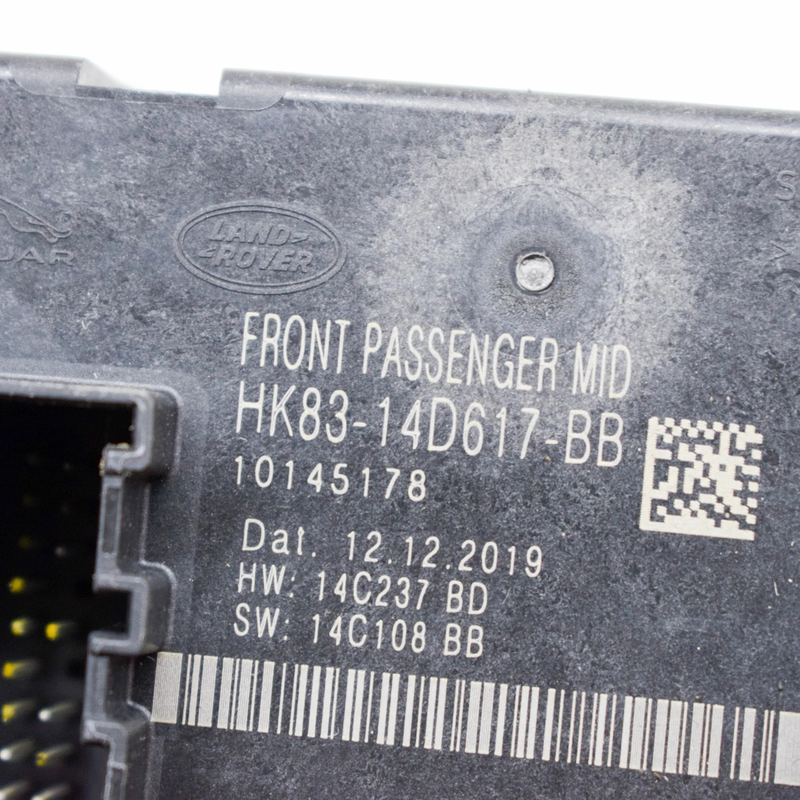 LAND-
-ROVER
UAR
FRONT PASSENGER MID
HK83-14D617-BB
10145178
Dat. 12.12.2019
HW: 14C237 BD
SW: 14C108 BB